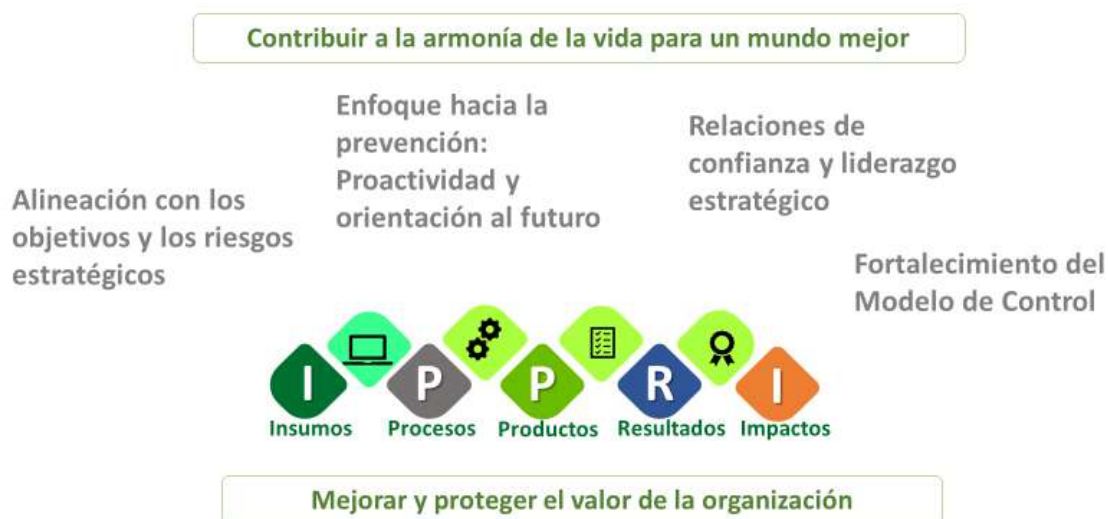 Contribuir a la armonía de la vida para un mundo mejor
Alineación con los
objetivos y los riesgos
estratégicos
Enfoque hacia la
prevención:
Proactividad y
orientación al futuro
Relaciones de
confianza y liderazgo
estratégico
Fortalecimiento del
Modelo de Control
I P P R I
Insumos Procesos Productos Resultados Impactos
Mejorar y proteger el valor de la organización